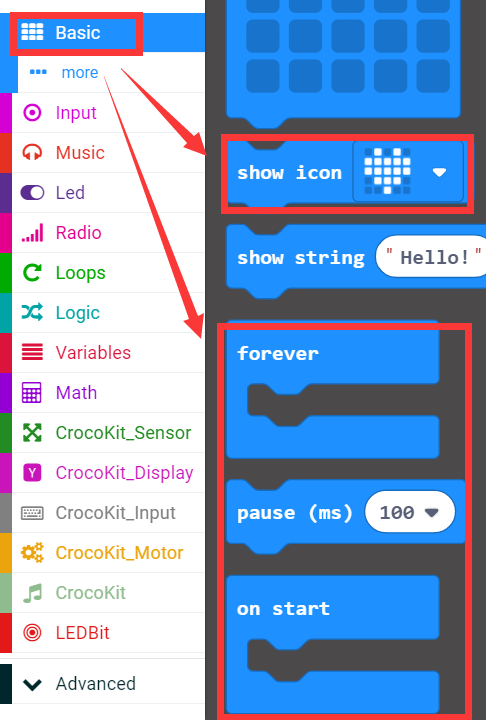 Basic
more
Input
Music
Led
Radio
Loops
Logic
Variables
Math
CrocoKit_Sensor
CrocoKit_Display
CrocoKit_Input
CrocoKit_Motor
CrocoKit
LEDBit
Advanced
show icon
show string "Hello!"
forever
pause (ms) 100
on start